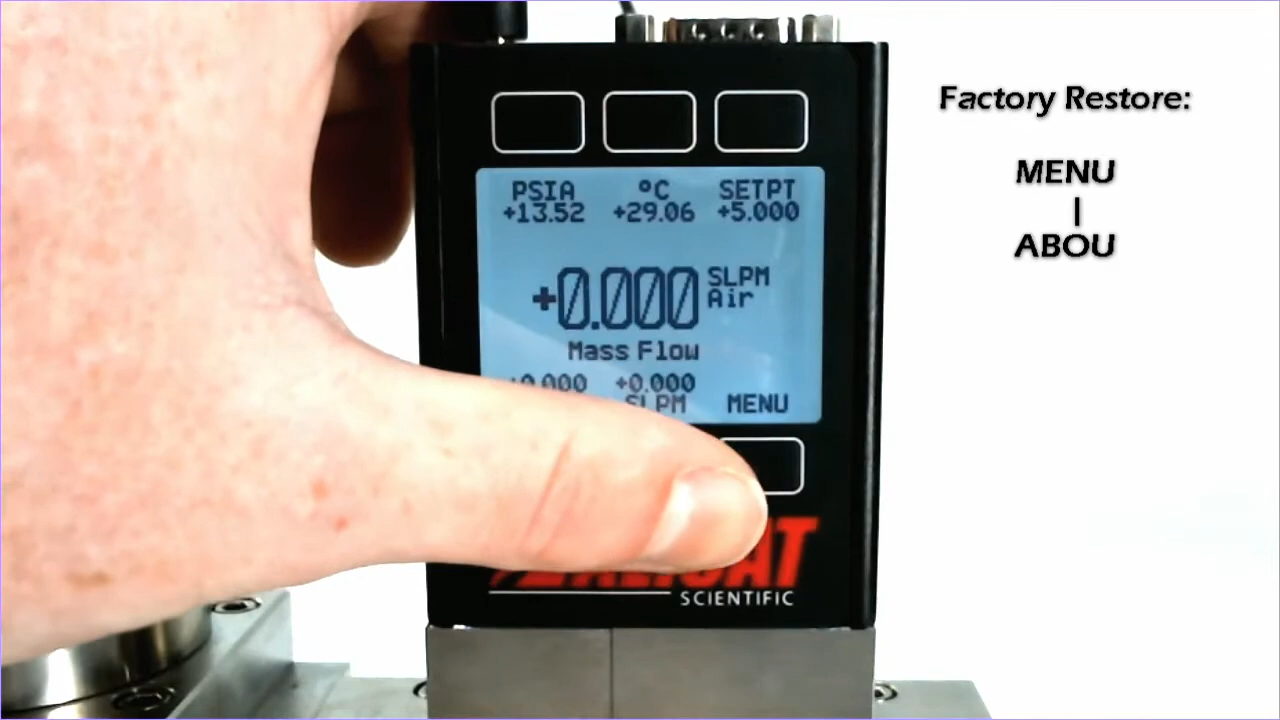 PSIA °C SETPT
+13.52 +29.06 +5.000
+0.000 SLPM
Air
Mass Flow
+0.000 +0.000
SLPM MENU
SCIENTIFIC
Factory Restore:
MENU
|
ABOU